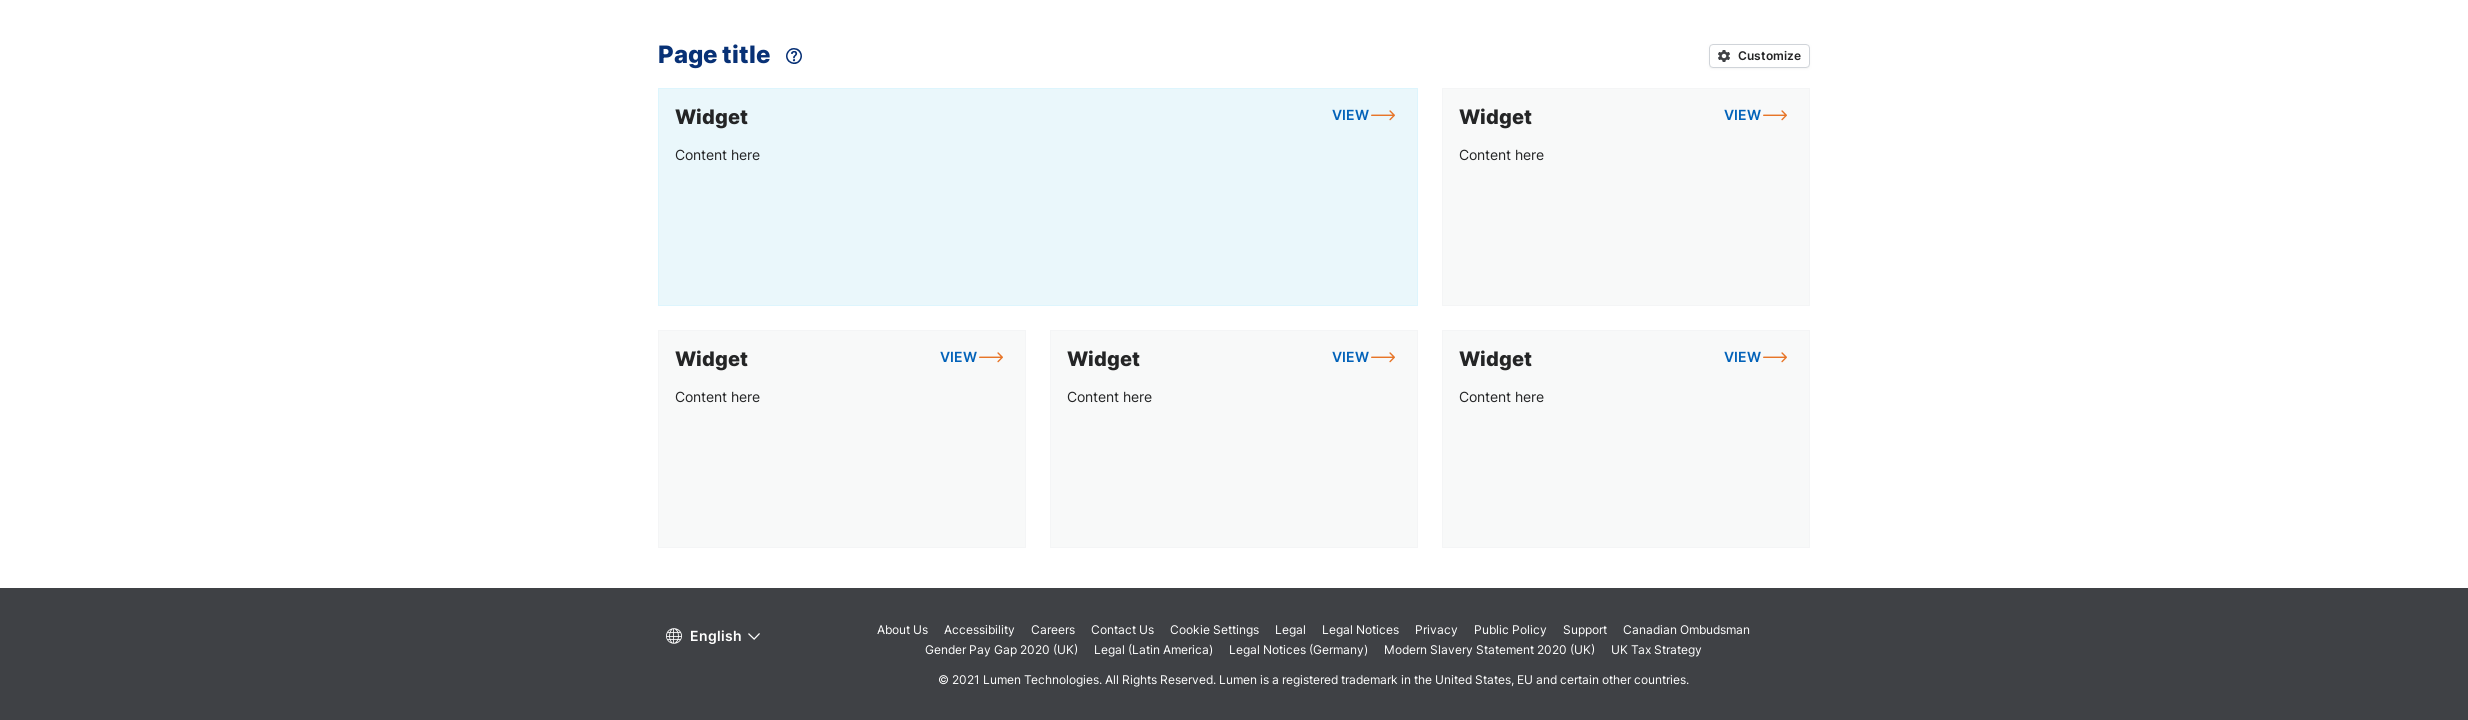 Page title
Customize
Widget
VIEW
Content here
Widget
VIEW
Content here
Widget
VIEW
Content here
Widget
VIEW
Content here
Widget
VIEW
Content here
English
About Us Accessibility Careers Contact Us Cookie Settings Legal Legal Notices Privacy Public Policy Support Canadian Ombudsman
Gender Pay Gap 2020 (UK) Legal (Latin America) Legal Notices (Germany) Modern Slavery Statement 2020 (UK) UK Tax Strategy
© 2021 Lumen Technologies. All Rights Reserved. Lumen is a registered trademark in the United States, EU and certain other countries.